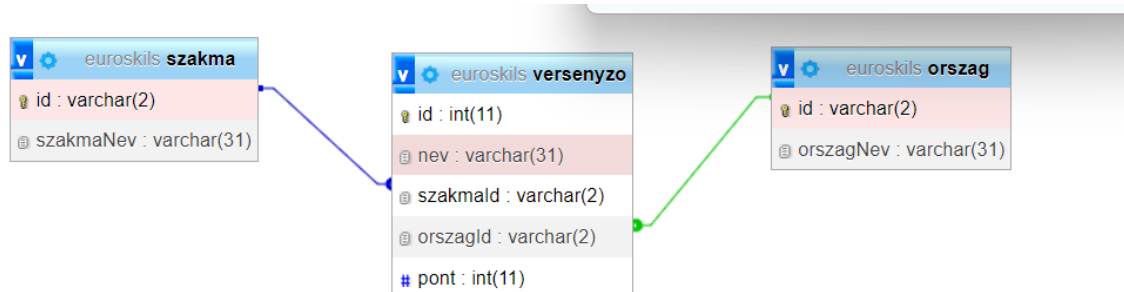 v euroskils szakma
id : varchar(2)
szakmaNev : varchar(31)
v euroskils versenyzo
id : int(11)
nev : varchar(31)
szakmaId : varchar(2)
orszagId : varchar(2)
# pont : int(11)
v euroskils orszag
id : varchar(2)
orszagNev : varchar(31)